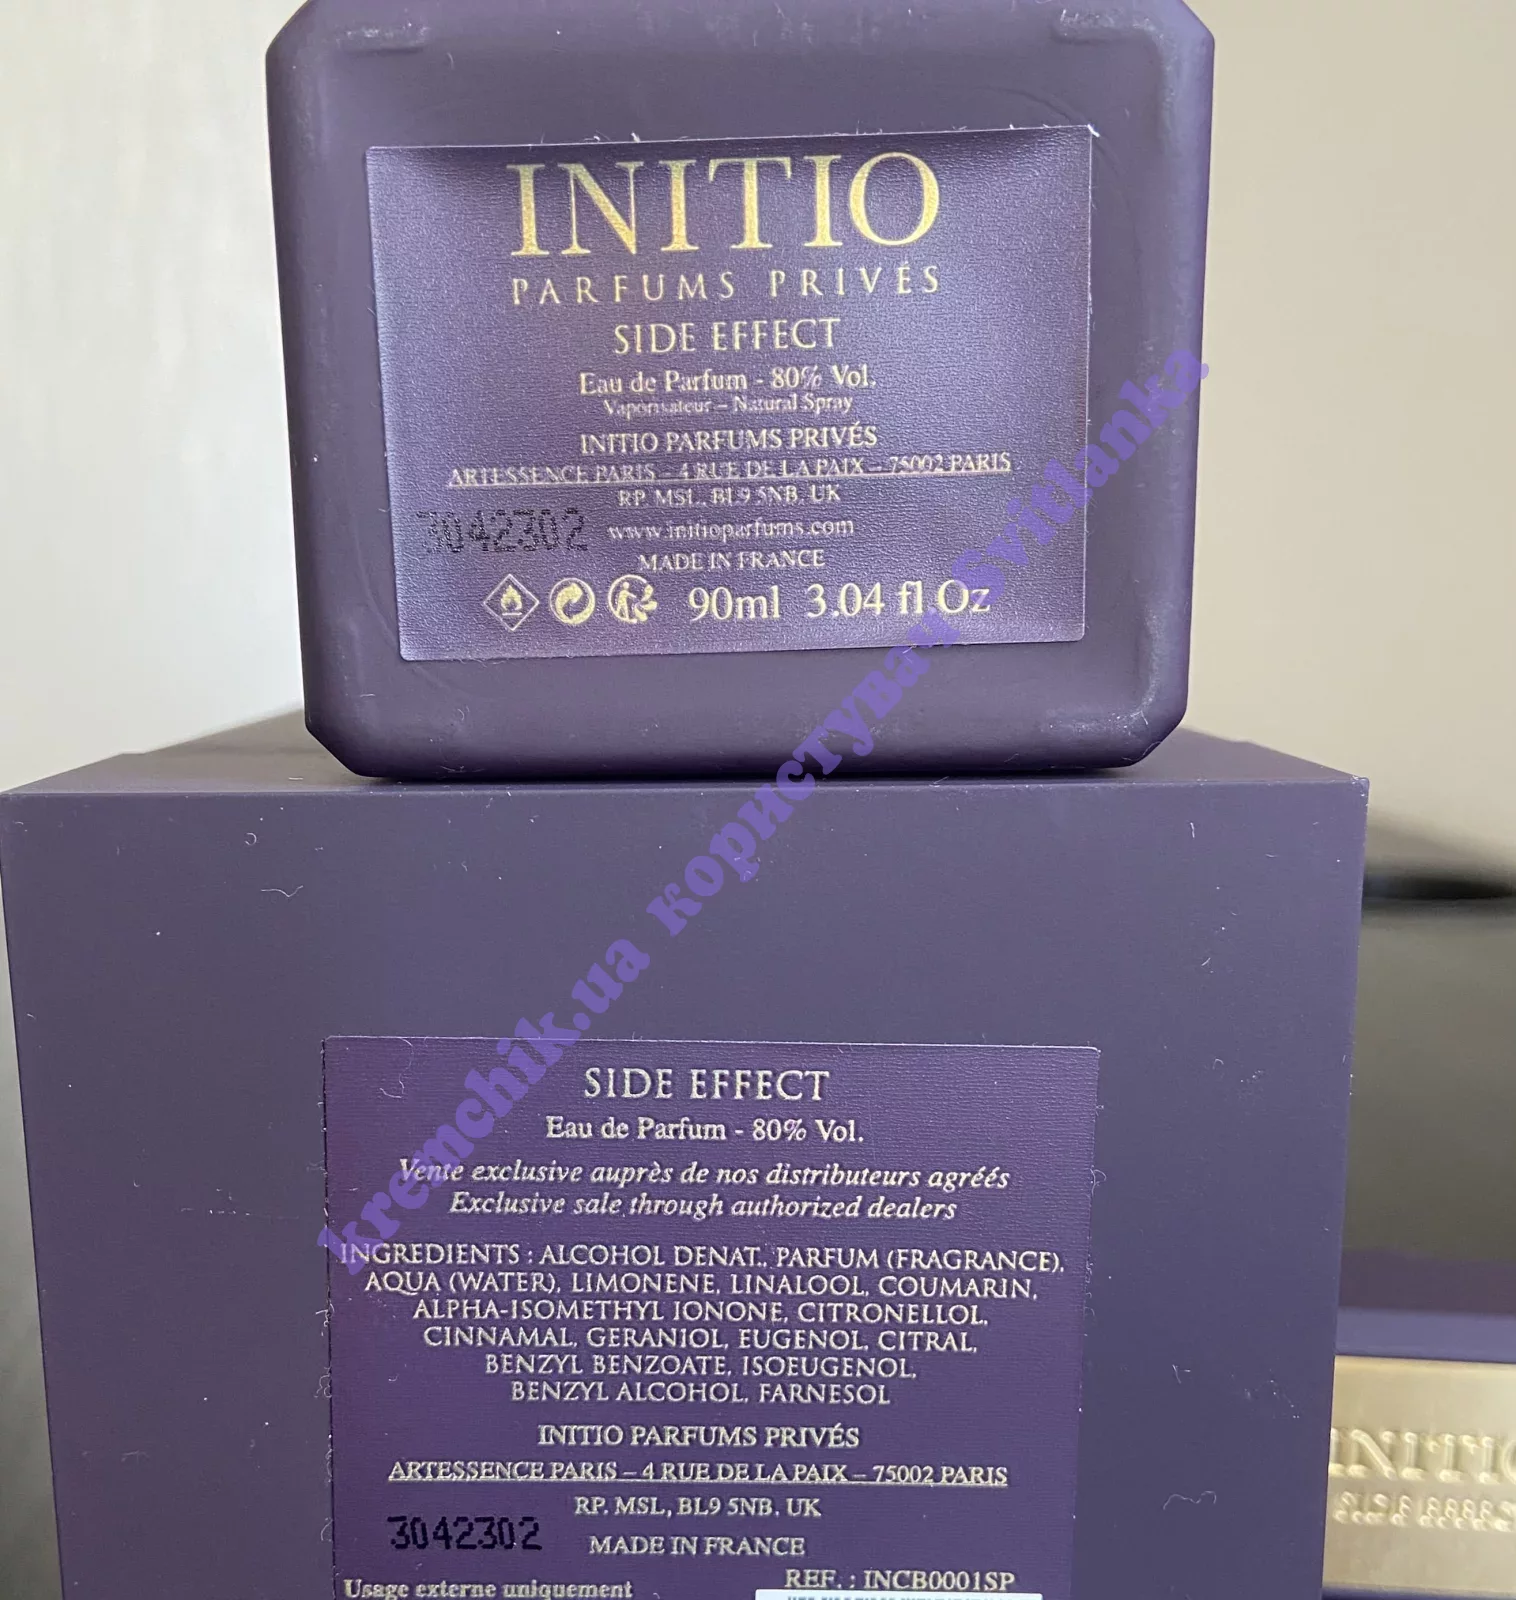 INITIO
PARFUMS PRIVÉS
SIDE EFFECT
Eau de Parfum - 80% Vol.
Vaporisateur – Natural Spray
INITIO PARFUMS PRIVÉS
ARTESSENCE PARIS – 4 RUE DE LA PAIX – 75002 PARIS
RP. MSL, BL9 5NB. UK
3042302 www.initioparfums.com
MADE IN FRANCE
90ml 3.04 fl Oz
kremchik.ua користувач Svitlanka
SIDE EFFECT
Eau de Parfum - 80% Vol.
Vente exclusive auprès de nos distributeurs agréés
Exclusive sale through authorized dealers
INGREDIENTS : ALCOHOL DENAT., PARFUM (FRAGRANCE),
AQUA (WATER), LIMONENE, LINALOOL, COUMARIN,
ALPHA-ISOMETHYL IONONE, CITRONELLOL,
CINNAMAL, GERANIOL, EUGENOL, CITRAL,
BENZYL BENZOATE, ISOEUGENOL,
BENZYL ALCOHOL, FARNESOL
INITIO PARFUMS PRIVÉS
ARTESSENCE PARIS – 4 RUE DE LA PAIX – 75002 PARIS
RP. MSL, BL9 5NB. UK
3042302 MADE IN FRANCE
Usage externe uniquement REF. : INCB0001SP